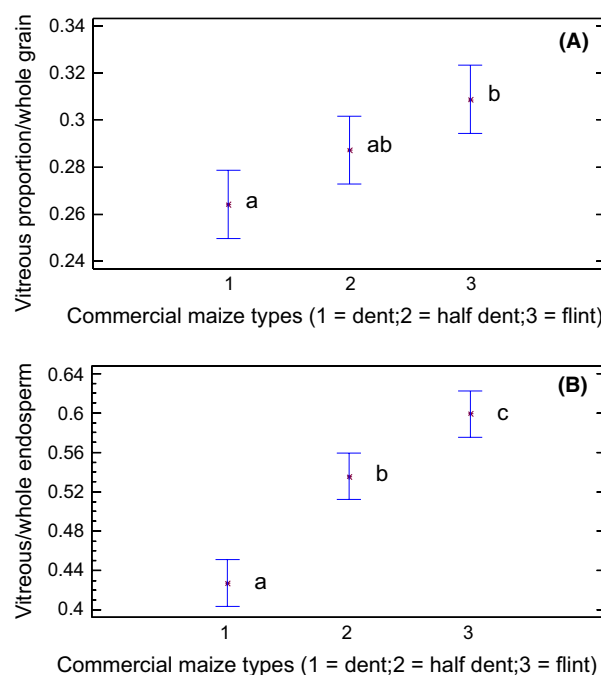 0.34
(A)
0.32
b
0.3
ab
0.28
a
0.26
0.24
Vitreous proportion/whole grain
1 2 3
Commercial maize types (1 = dent;2 = half dent;3 = flint)
0.64
(B)
0.6
c
0.56
b
0.52
0.48
0.44
a
0.4
Vitreous/whole endosperm
1 2 3
Commercial maize types (1 = dent;2 = half dent;3 = flint)